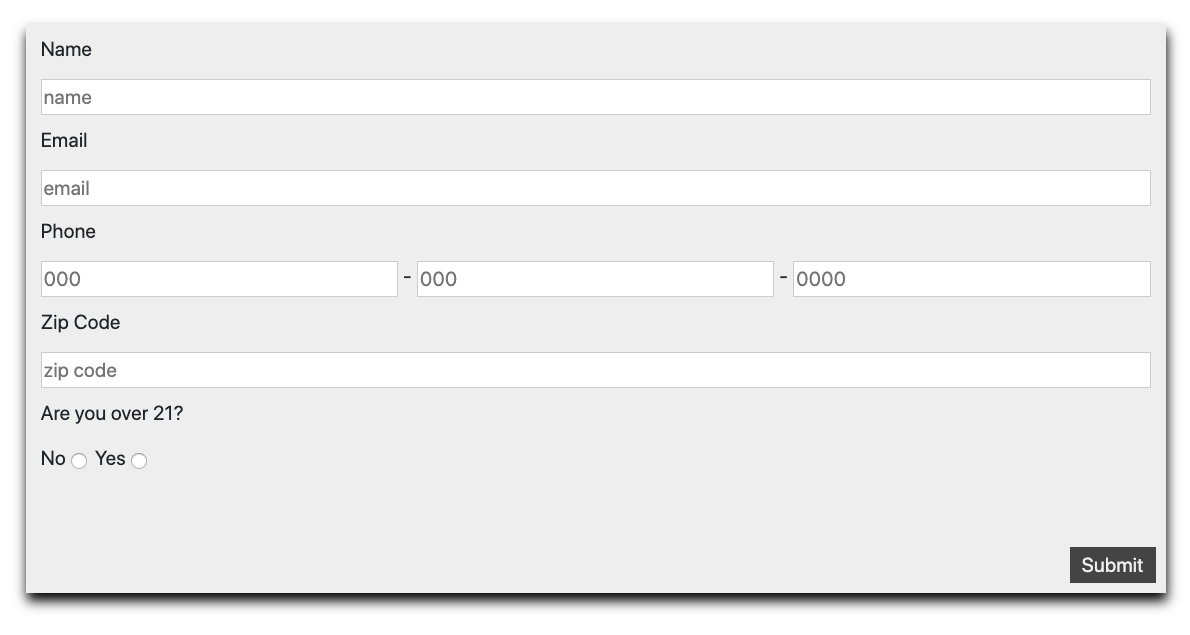 Name
name
Email
email
Phone
000 - 000 - 0000
Zip Code
zip code
Are you over 21?
No Yes
Submit